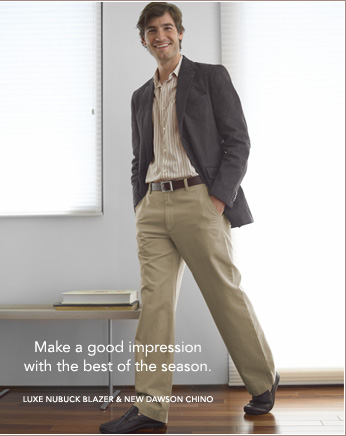 Make a good impression
with the best of the season.
LUXE NUBUCK BLAZER & NEW DAWSON CHINO